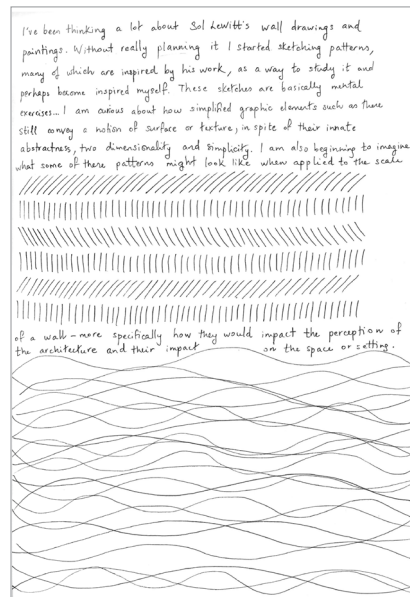 I've been thinking a lot about Sol LeWitt's wall drawings and
paintings. Without really planning it I started sketching patterns,
many of which are inspired by his work, as a way to study it and
perhaps become inspired myself. These sketches are basically mental
exercises... I am curious about how simplified graphic elements such as these
still convey a notion of surface or texture, in spite of their innate
abstractness, two dimensionality and simplicity. I am also beginning to imagine
what some of these patterns might look like when applied to the scale
of a wall - more specifically how they would impact the perception of
the architecture and their impact on the space or setting.